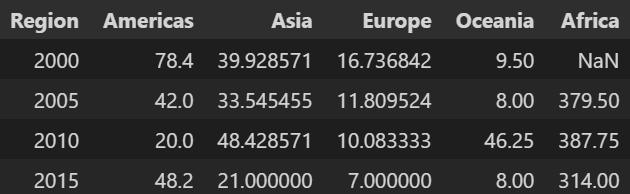 Region Americas Asia Europe Oceania Africa
2000 78.4 39.928571 16.736842 9.50 NaN
2005 42.0 33.545455 11.809524 8.00 379.50
2010 20.0 48.428571 10.083333 46.25 387.75
2015 48.2 21.000000 7.000000 8.00 314.00